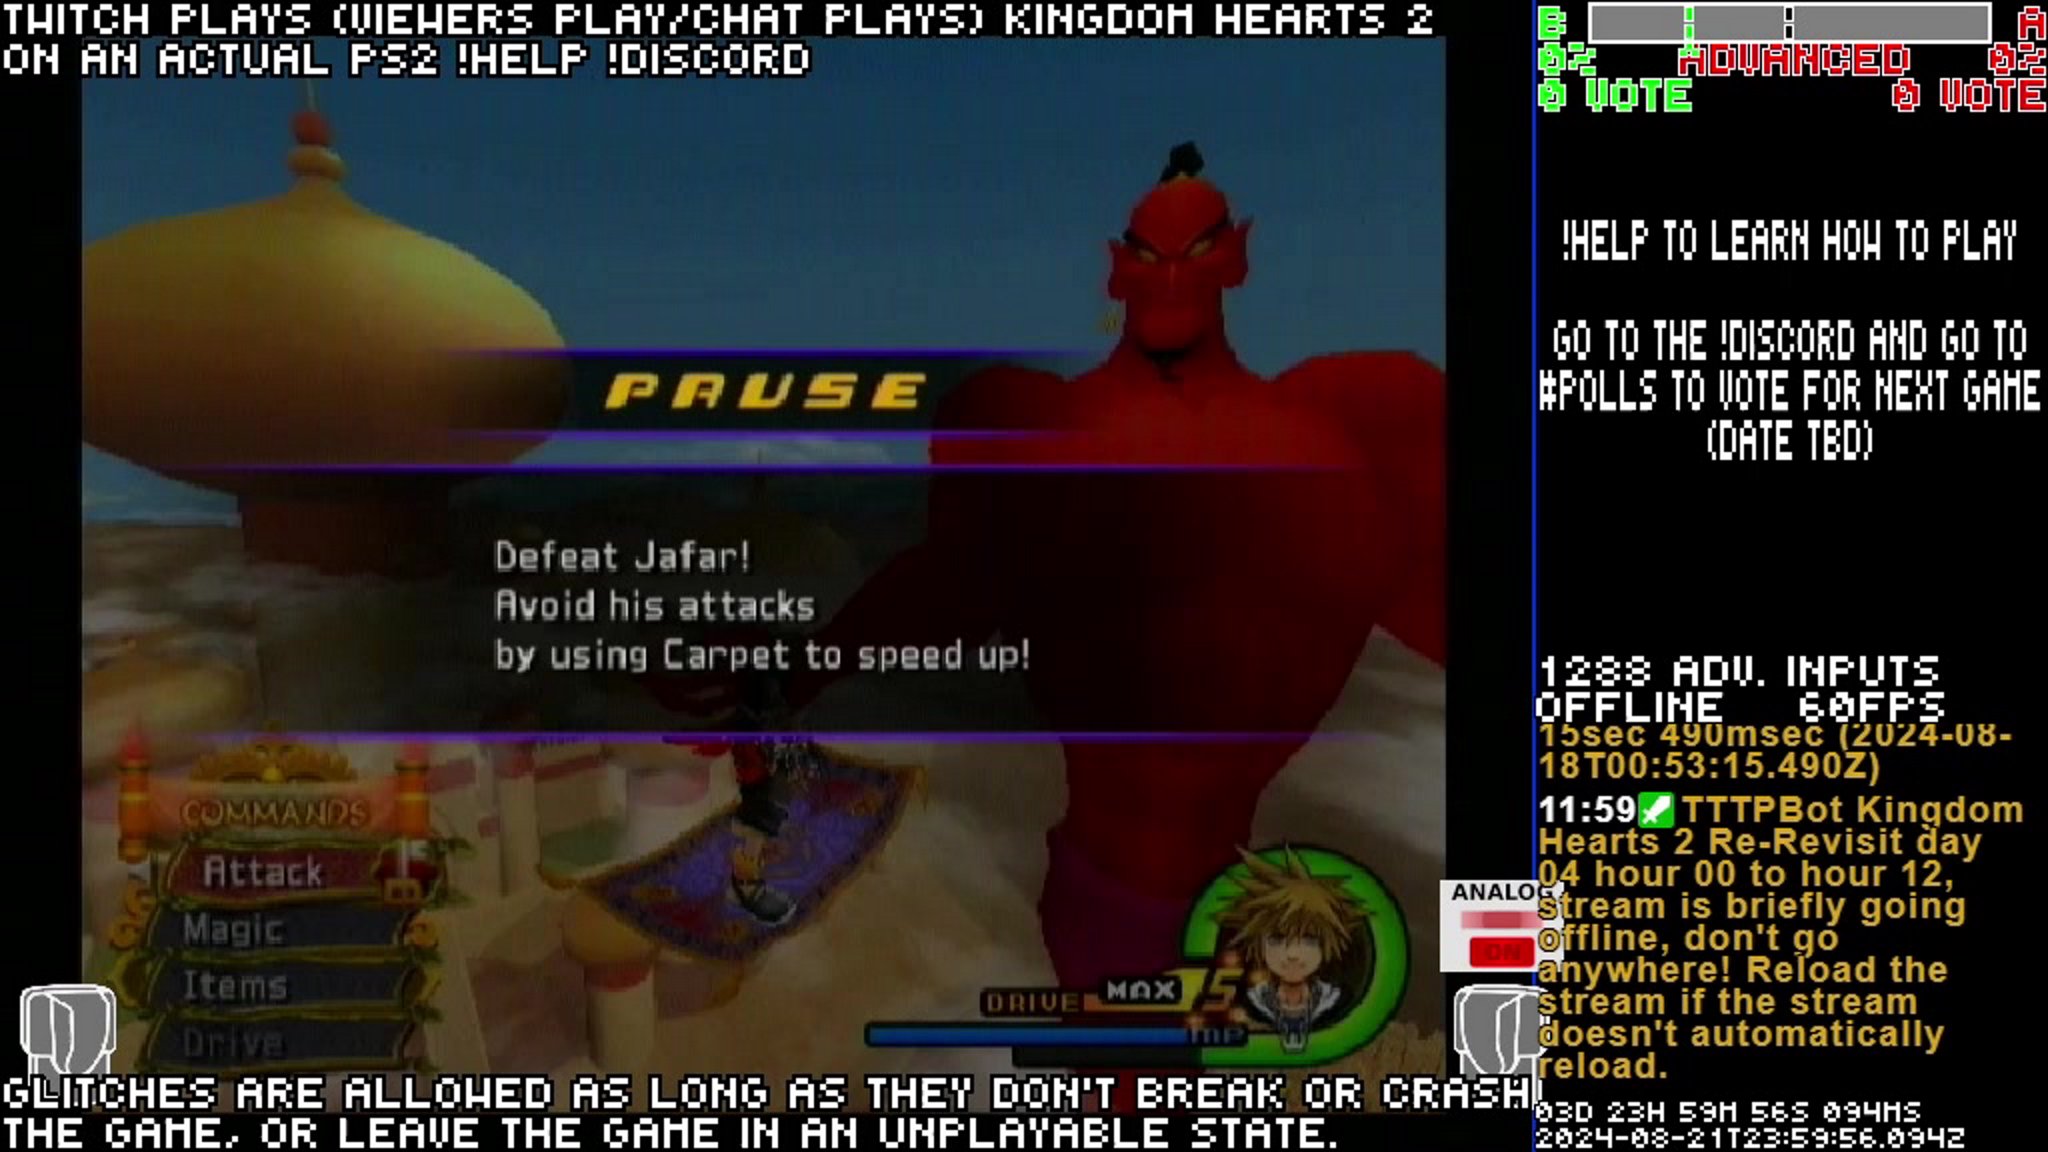 TWITCH PLAYS (VIEWERS PLAY/CHAT PLAYS) KINGDOM HEARTS 2
ON AN ACTUAL PS2 !HELP !DISCORD
B A
0% ADVANCED 0%
0 VOTE 0 VOTE
!HELP TO LEARN HOW TO PLAY
GO TO THE !DISCORD AND GO TO
#POLLS TO VOTE FOR NEXT GAME
(DATE TBD)
PAUSE
Defeat Jafar!
Avoid his attacks
by using Carpet to speed up!
COMMANDS
Attack
Magic
Items
Drive
DRIVE MAX 5
MP
ANALOG
ON
1288 ADV. INPUTS
OFFLINE 60FPS
15sec 490msec (2024-08-
18T00:53:15.490Z)
11:59 TTTPBot Kingdom
Hearts 2 Re-Revisit day
04 hour 00 to hour 12,
stream is briefly going
offline, don't go
anywhere! Reload the
stream if the stream
doesn't automatically
reload.
GLITCHES ARE ALLOWED AS LONG AS THEY DON'T BREAK OR CRASH
THE GAME, OR LEAVE THE GAME IN AN UNPLAYABLE STATE.
03D 23H 59M 56S 094MS
2024-08-21T23:59:56.094Z